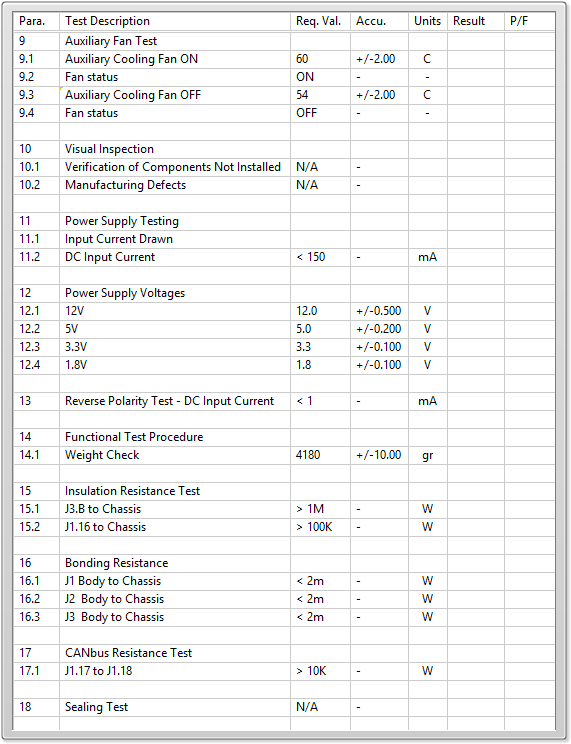 Para. Test Description Req. Val. Accu. Units Result P/F
9 Auxiliary Fan Test
9.1 Auxiliary Cooling Fan ON 60 +/-2.00 C
9.2 Fan status ON - -
9.3 Auxiliary Cooling Fan OFF 54 +/-2.00 C
9.4 Fan status OFF - -
10 Visual Inspection
10.1 Verification of Components Not Installed N/A -
10.2 Manufacturing Defects N/A -
11 Power Supply Testing
11.1 Input Current Drawn
11.2 DC Input Current < 150 - mA
12 Power Supply Voltages
12.1 12V 12.0 +/-0.500 V
12.2 5V 5.0 +/-0.200 V
12.3 3.3V 3.3 +/-0.100 V
12.4 1.8V 1.8 +/-0.100 V
13 Reverse Polarity Test - DC Input Current < 1 - mA
14 Functional Test Procedure
14.1 Weight Check 4180 +/-10.00 gr
15 Insulation Resistance Test
15.1 J3.B to Chassis > 1M - W
15.2 J1.16 to Chassis > 100K - W
16 Bonding Resistance
16.1 J1 Body to Chassis < 2m - W
16.2 J2 Body to Chassis < 2m - W
16.3 J3 Body to Chassis < 2m - W
17 CANbus Resistance Test
17.1 J1.17 to J1.18 > 10K - W
18 Sealing Test N/A -